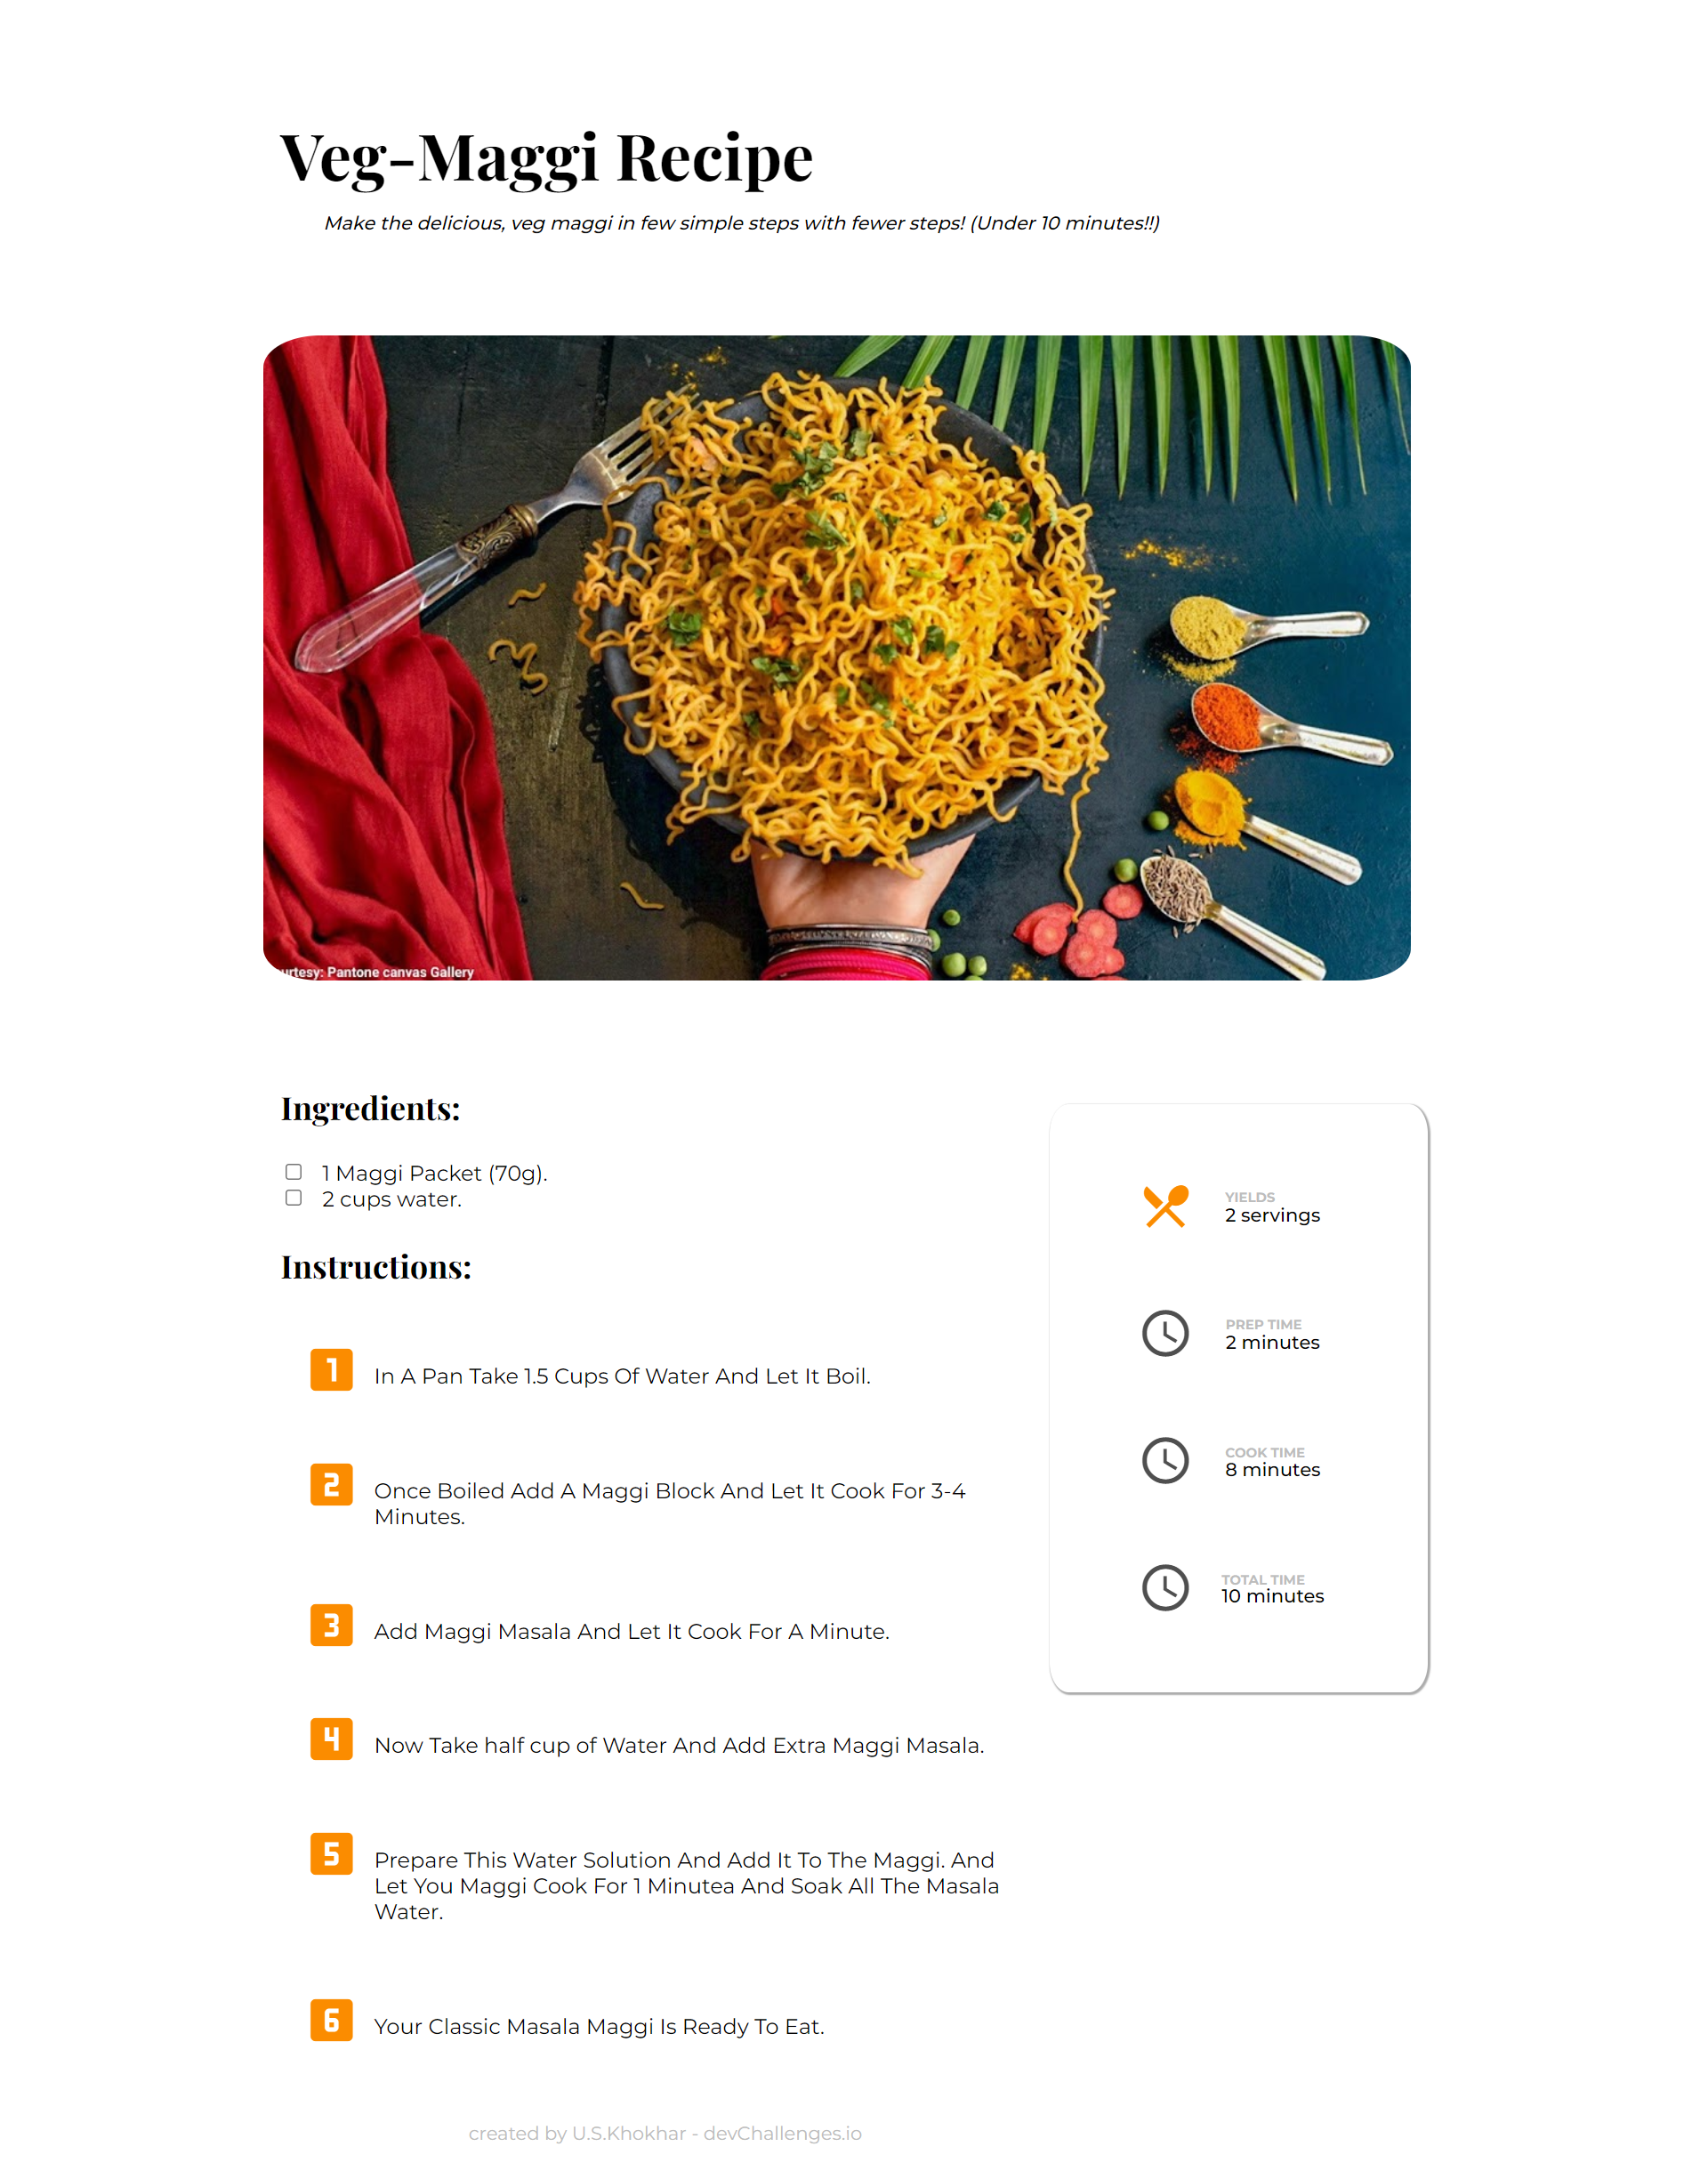 Veg-Maggi Recipe
Make the delicious, veg maggi in few simple steps with fewer steps! (Under 10 minutes!!)
urtesy: Pantone canvas Gallery
Ingredients:
1 Maggi Packet (70g).
2 cups water.
Instructions:
1 In A Pan Take 1.5 Cups Of Water And Let It Boil.
2 Once Boiled Add A Maggi Block And Let It Cook For 3-4
Minutes.
3 Add Maggi Masala And Let It Cook For A Minute.
4 Now Take half cup of Water And Add Extra Maggi Masala.
5 Prepare This Water Solution And Add It To The Maggi. And
Let You Maggi Cook For 1 Minutea And Soak All The Masala
Water.
6 Your Classic Masala Maggi Is Ready To Eat.
YIELDS
2 servings
PREP TIME
2 minutes
COOK TIME
8 minutes
TOTAL TIME
10 minutes
created by U.S.Khokhar - devChallenges.io